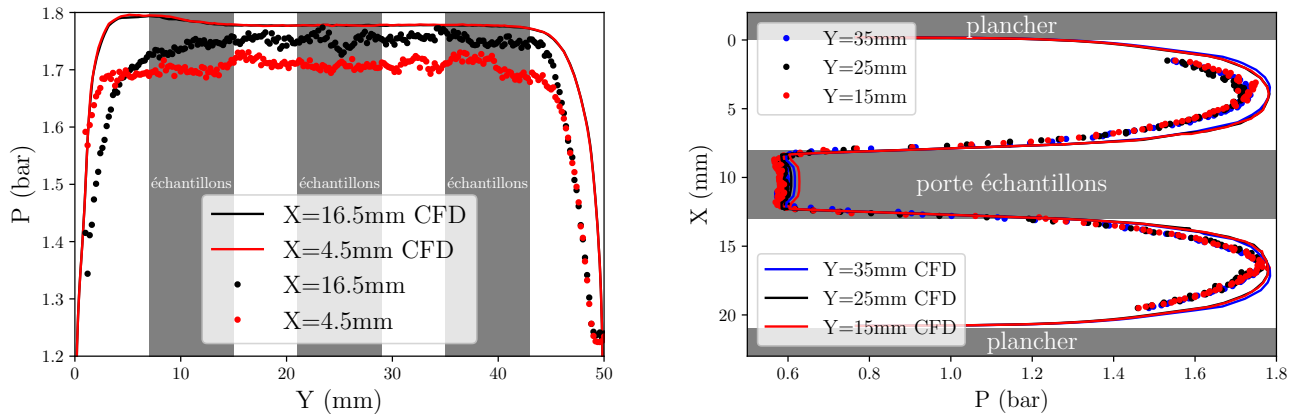 1.8
1.7
1.6
1.5
1.4
1.3
1.2
P (bar)
échantillons
échantillons
échantillons
X=16.5mm CFD
X=4.5mm CFD
X=16.5mm
X=4.5mm
0
10
20
30
40
50
Y (mm)
plancher
0
5
10
15
20
X (mm)
Y=35mm
Y=25mm
Y=15mm
porte échantillons
Y=35mm CFD
Y=25mm CFD
Y=15mm CFD
plancher
0.6
0.8
1.0
1.2
1.4
1.6
1.8
P (bar)